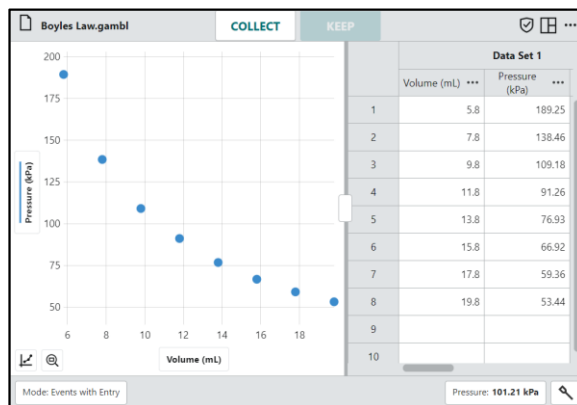 Boyles Law.gambl COLLECT KEEP
200
175
150
125
100
75
50
Pressure (kPa)
6 8 10 12 14 16 18
Volume (mL)
Data Set 1
Volume (mL) Pressure (kPa)
1 5.8 189.25
2 7.8 138.46
3 9.8 109.18
4 11.8 91.26
5 13.8 76.93
6 15.8 66.92
7 17.8 59.36
8 19.8 53.44
9
10
Mode: Events with Entry Pressure: 101.21 kPa